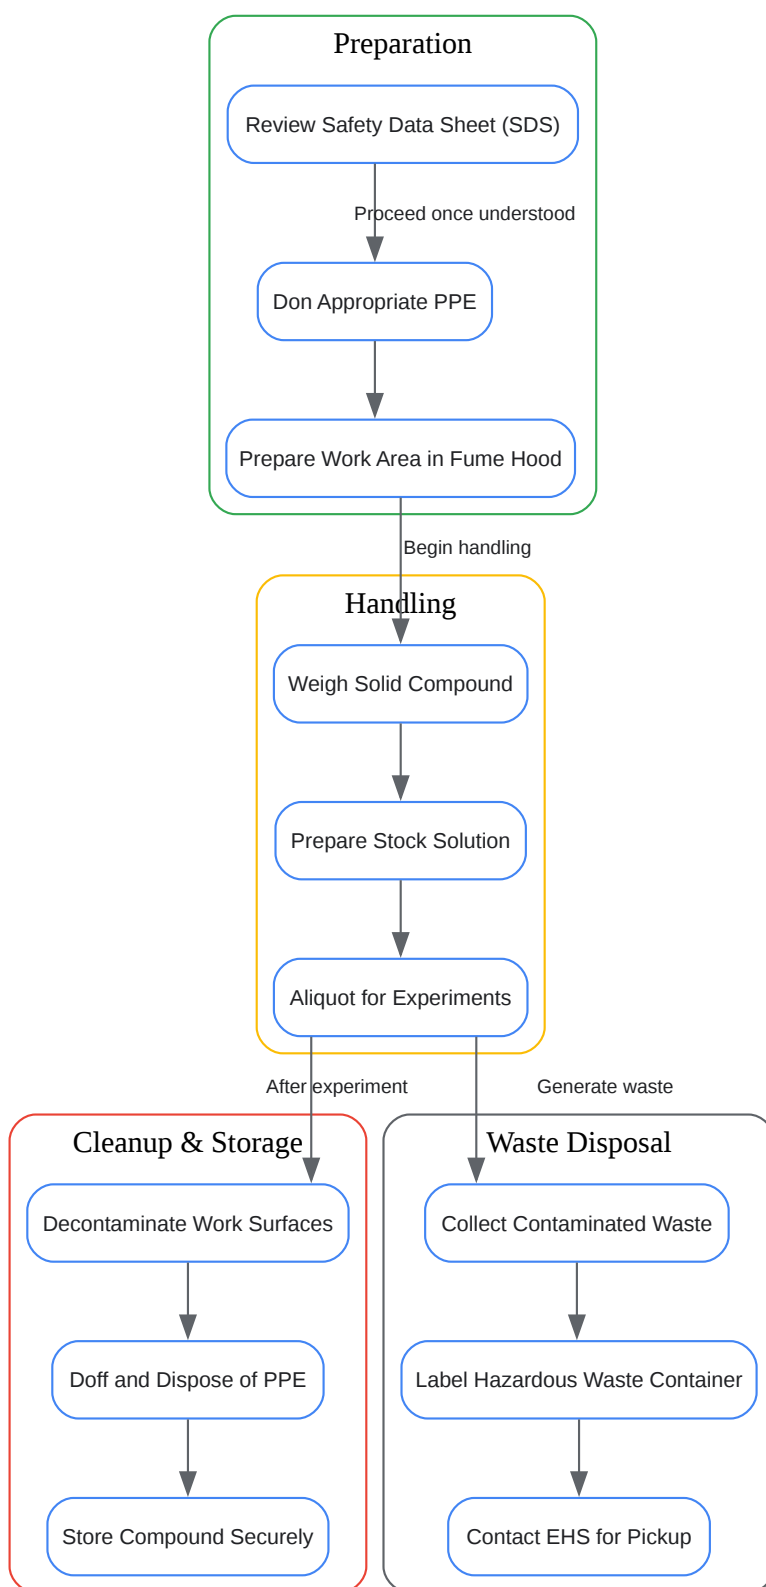 Preparation
Review Safety Data Sheet (SDS)
Proceed once understood
Don Appropriate PPE
Prepare Work Area in Fume Hood
Begin handling
Handling
Weigh Solid Compound
Prepare Stock Solution
Aliquot for Experiments
After experiment
Generate waste
Cleanup & Storage
Decontaminate Work Surfaces
Doff and Dispose of PPE
Store Compound Securely
Waste Disposal
Collect Contaminated Waste
Label Hazardous Waste Container
Contact EHS for Pickup